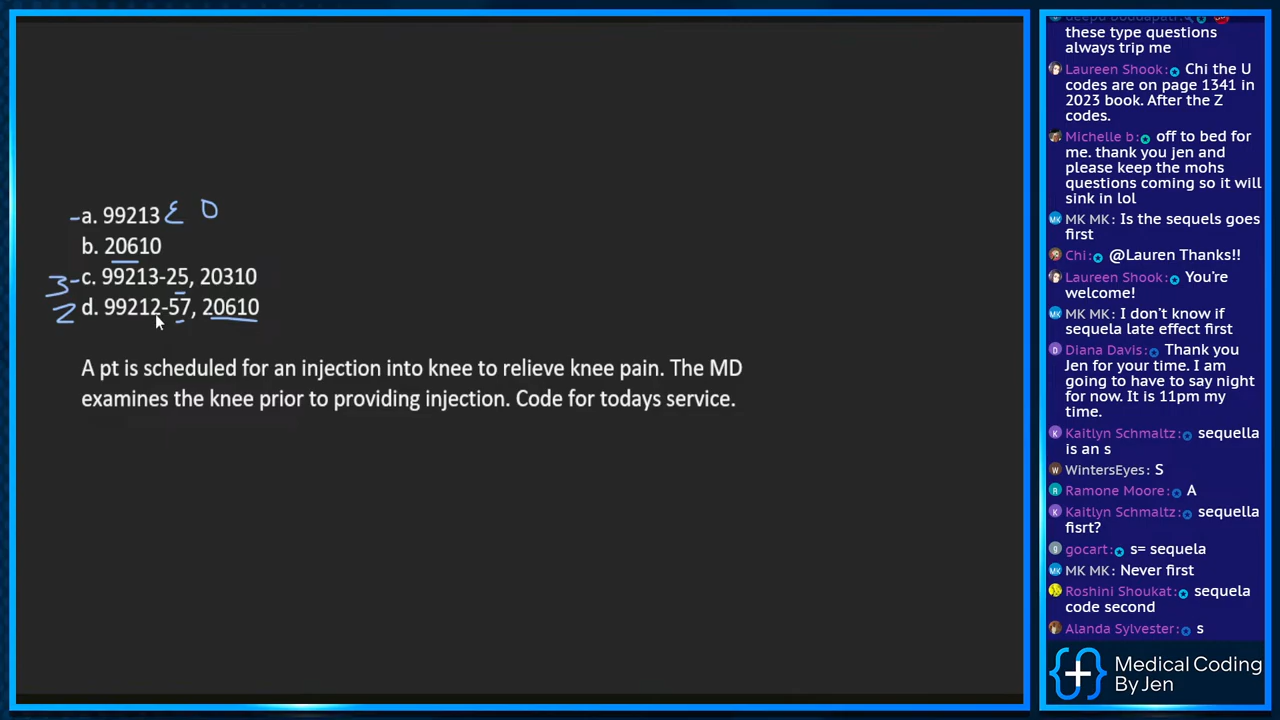 -a. 99213 E D
b. 20610
3-c. 99213-25, 20310
2 d. 99212-57, 20610
A pt is scheduled for an injection into knee to relieve knee pain. The MD
examines the knee prior to providing injection. Code for todays service.
these type questions
always trip me
Laureen Shook: Chi the U
codes are on page 1341 in
2023 book. After the Z
codes.
Michelle b: off to bed for
me. thank you jen and
please keep the mohs
questions coming so it will
sink in lol
MK MK: Is the sequels goes
first
Chi: @Lauren Thanks!!
Laureen Shook: You're
welcome!
MK MK: I don't know if
sequela late effect first
Diana Davis: Thank you
Jen for your time. I am
going to have to say night
for now. It is 11pm my
time.
Kaitlyn Schmaltz: sequella
is an s
WintersEyes: S
Ramone Moore: A
Kaitlyn Schmaltz: sequella
fisrt?
gocart: s= sequela
MK MK: Never first
Roshini Shoukat: sequela
code second
Alanda Sylvester: s
Medical Coding
By Jen